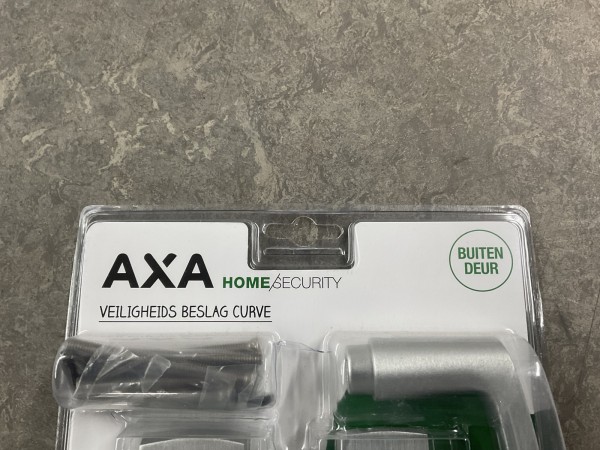 AXA HOME/SECURITY
VEILIGHEIDS BESLAG CURVE
BUITEN
DEUR